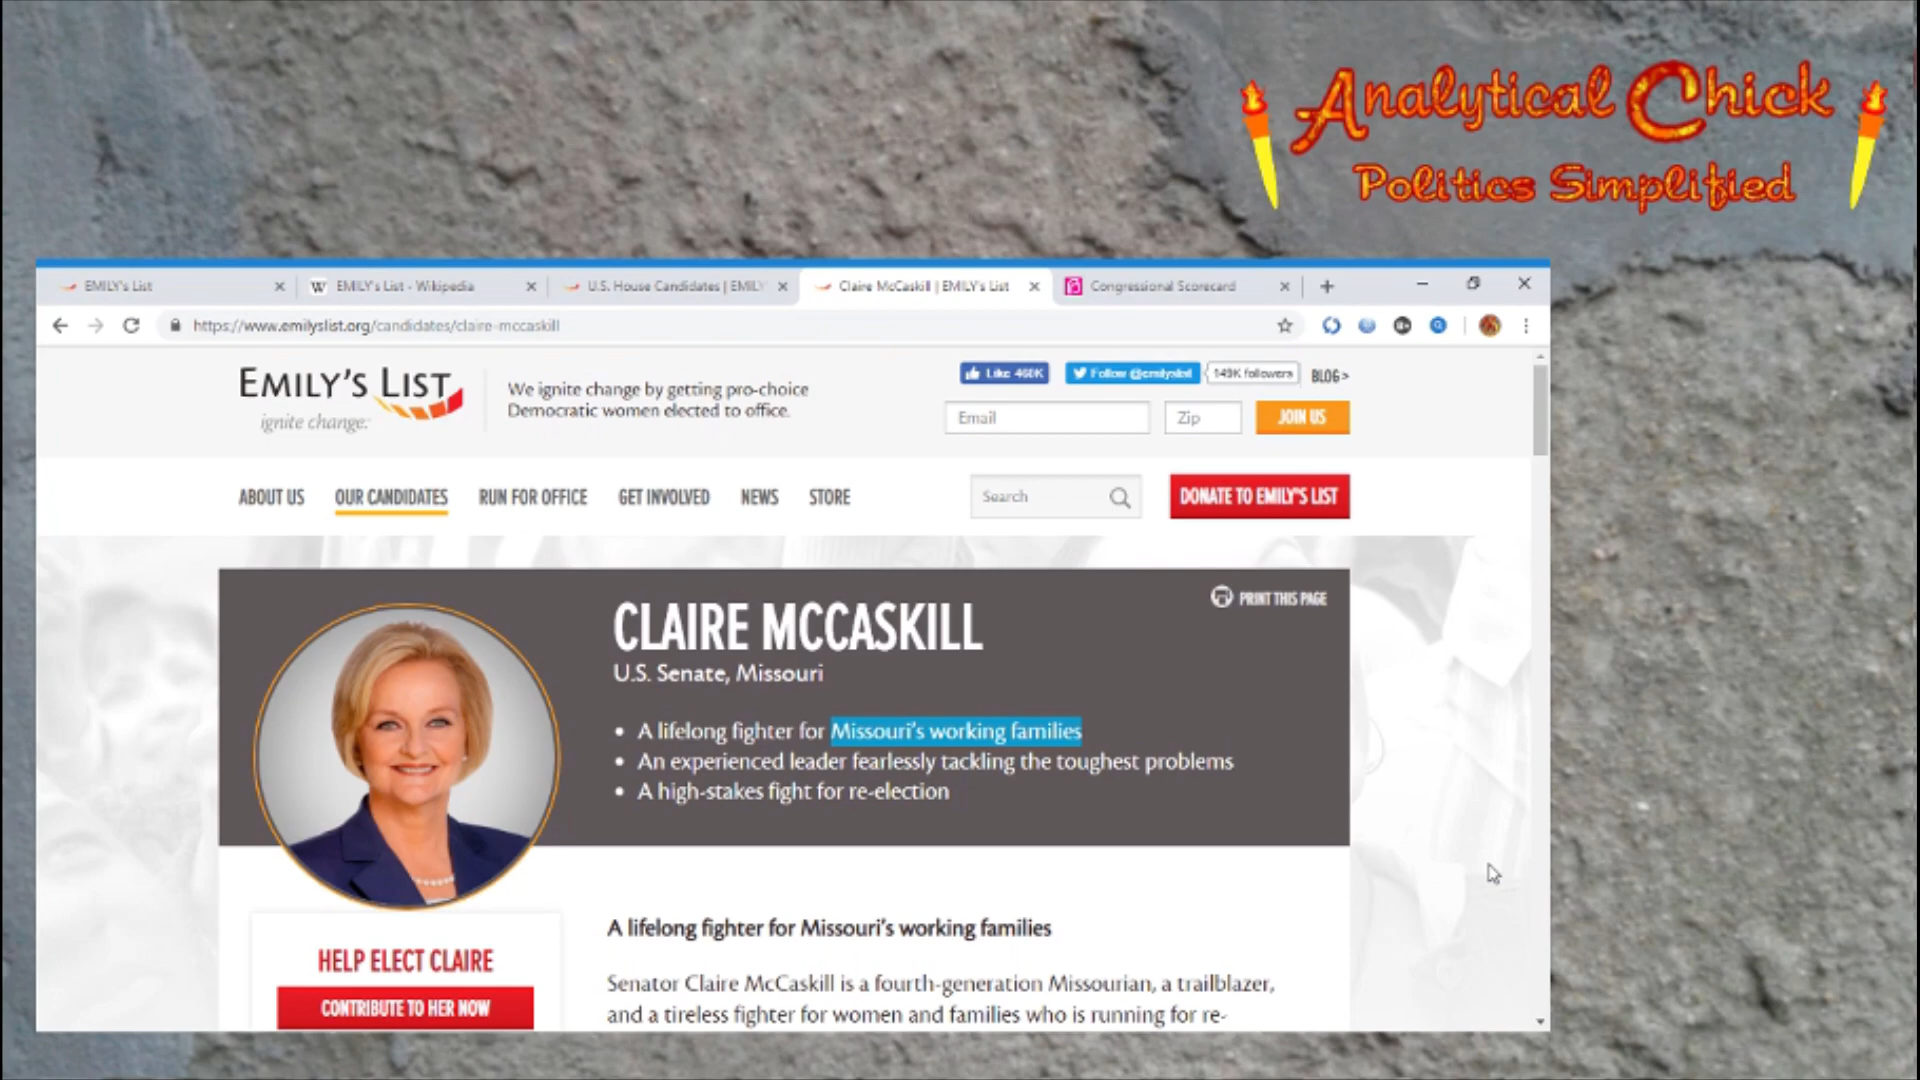 Analytical Chick
Politics Simplified
EMILY's List
EMILY's List - Wikipedia
U.S. House Candidates | EMILY
Claire McCaskill | EMILY's List
Congressional Scorecard
https://www.emilyslist.org/candidates/claire-mccaskill
EMILY'S LIST
ignite change.
We ignite change by getting pro-choice
Democratic women elected to office.
Like 460K
Follow @emilyslist
149K followers
BLOG >
Email
Zip
JOIN US
ABOUT US
OUR CANDIDATES
RUN FOR OFFICE
GET INVOLVED
NEWS
STORE
Search
DONATE TO EMILY'S LIST
PRINT THIS PAGE
CLAIRE MCCASKILL
U.S. Senate, Missouri
• A lifelong fighter for Missouri's working families
• An experienced leader fearlessly tackling the toughest problems
• A high-stakes fight for re-election
HELP ELECT CLAIRE
CONTRIBUTE TO HER NOW
A lifelong fighter for Missouri's working families
Senator Claire McCaskill is a fourth-generation Missourian, a trailblazer,
and a tireless fighter for women and families who is running for re-